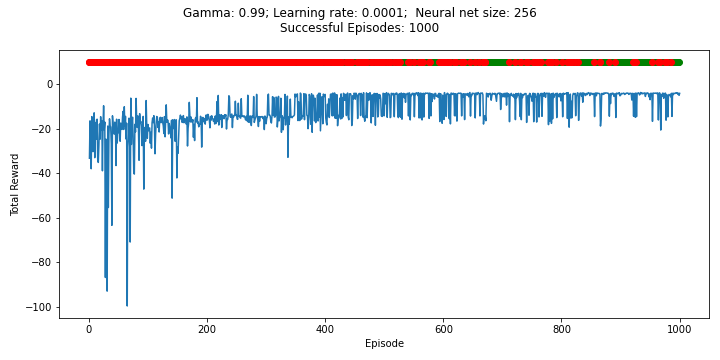 Gamma: 0.99; Learning rate: 0.0001;  Neural net size: 256
Successful Episodes: 1000
0
−20
−40
−60
−80
−100
Total Reward
0 200 400 600 800 1000
Episode